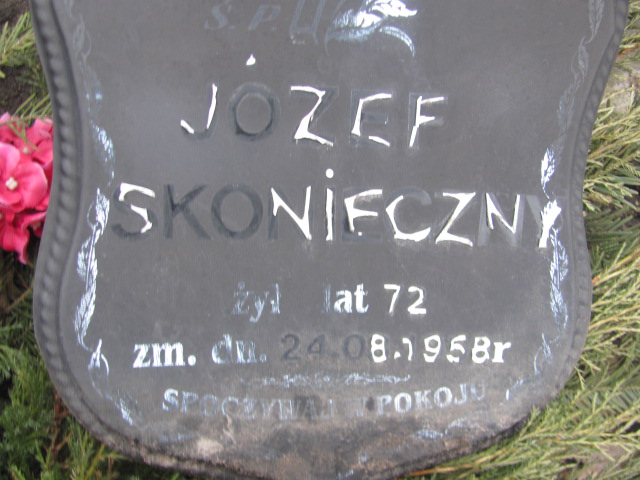 Ś.P.
JÓZEF
SKONIECZNY
żył lat 72
zm. dn. 24.08.1958r
SPOCZYWAJ W POKOJU